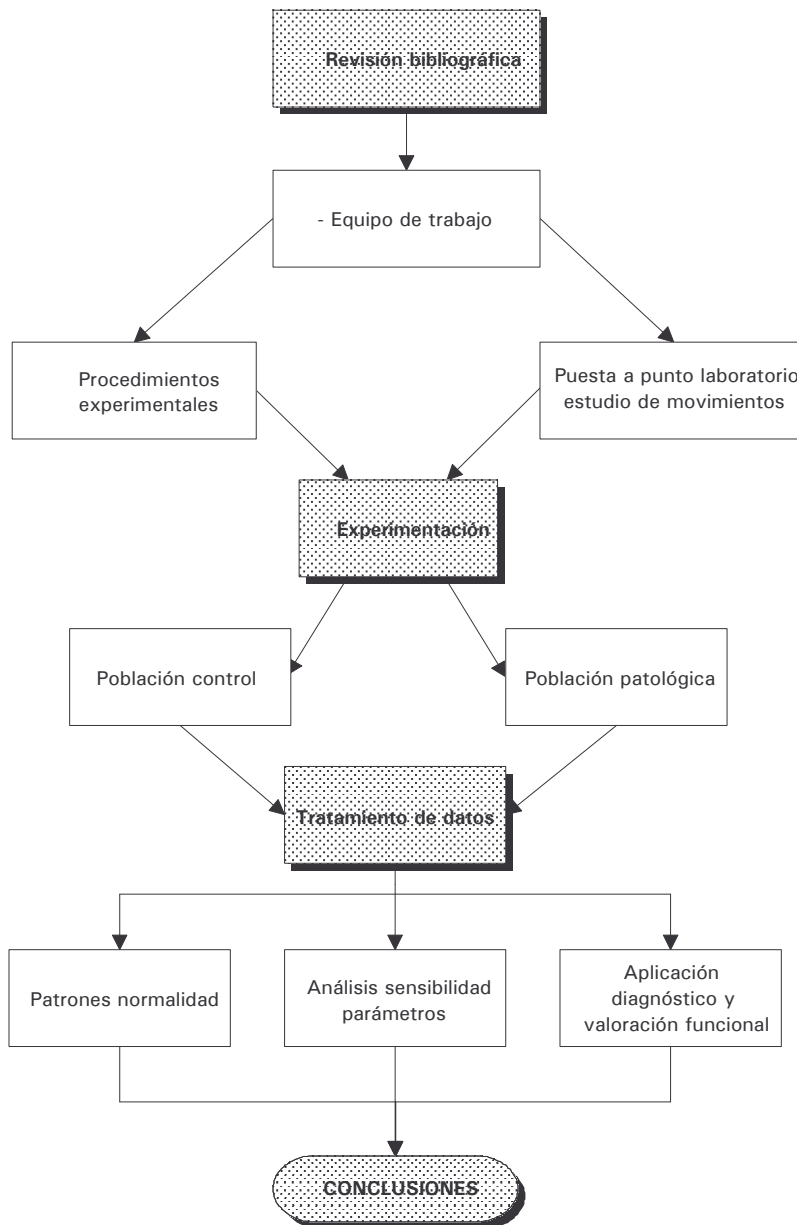 Revisión bibliográfica
- Equipo de trabajo
Procedimientos
experimentales
Puesta a punto laboratorio
estudio de movimientos
Experimentación
Población control
Población patológica
Tratamiento de datos
Patrones normalidad
Análisis sensibilidad
parámetros
Aplicación
diagnóstico y
valoración funcional
CONCLUSIONES